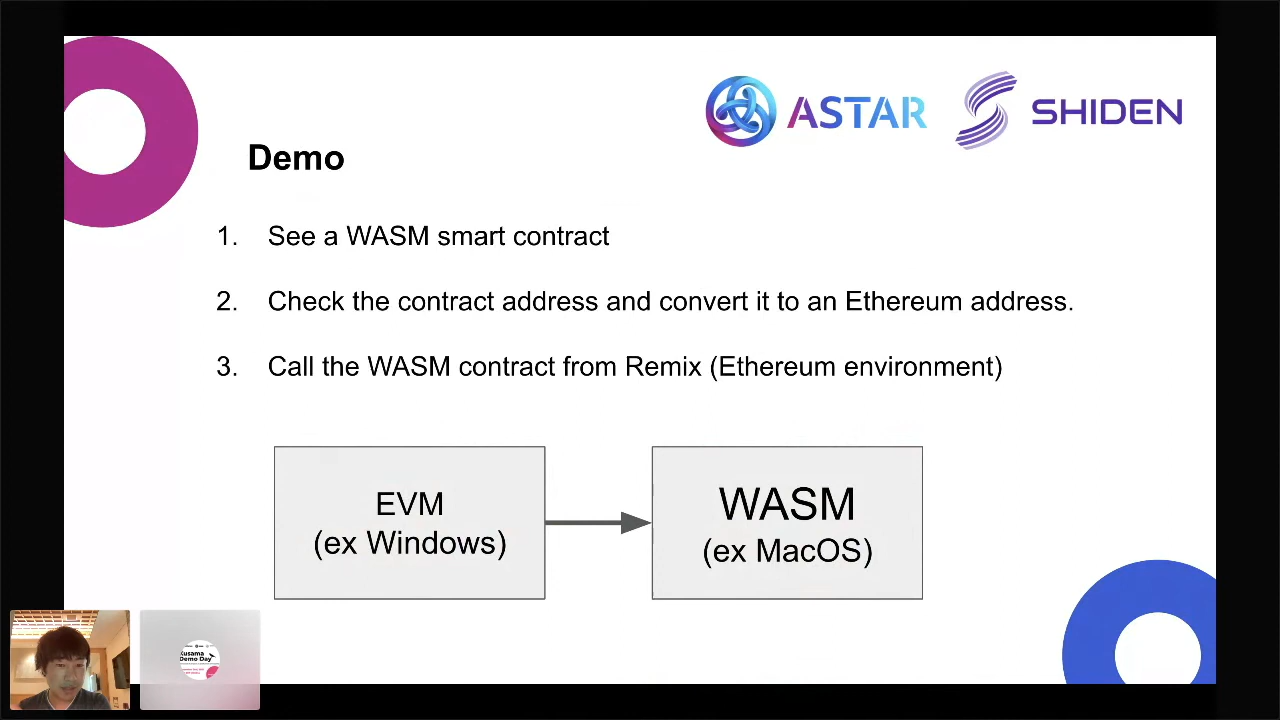 ASTAR SHIDEN
Demo
1. See a WASM smart contract
2. Check the contract address and convert it to an Ethereum address.
3. Call the WASM contract from Remix (Ethereum environment)
EVM
(ex Windows)
WASM
(ex MacOS)
Kusama
Demo Day